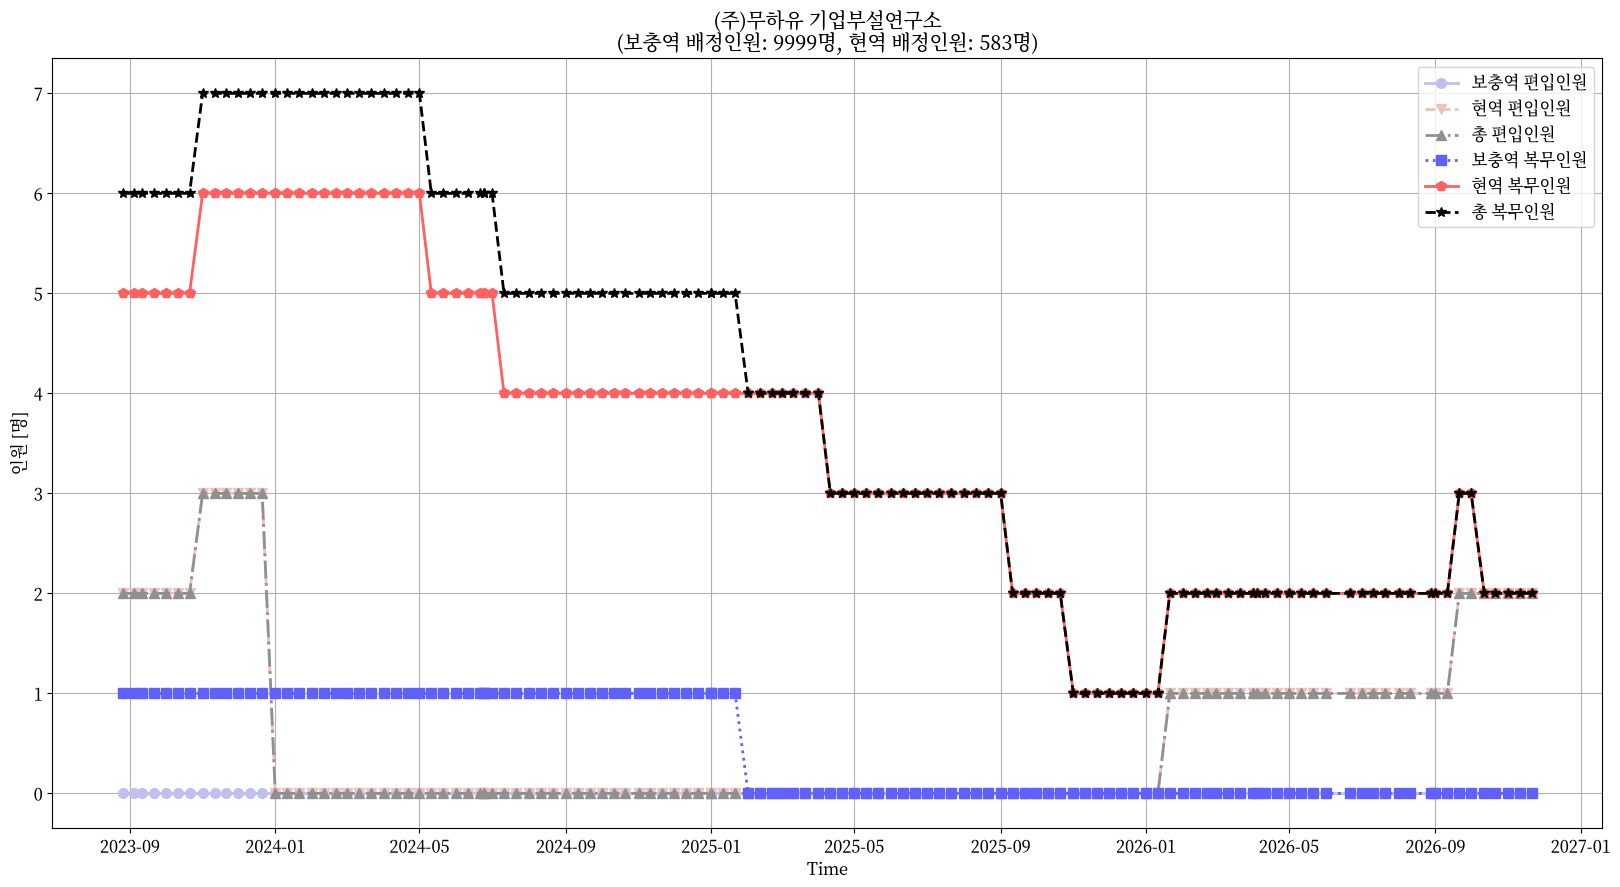 (주)무하유 기업부설연구소
(보충역 배정인원: 9999명, 현역 배정인원: 583명)
보충역 편입인원
현역 편입인원
총 편입인원
보충역 복무인원
현역 복무인원
총 복무인원
인원 [명]
7
6
5
4
3
2
1
0
2023-09 2024-01 2024-05 2024-09 2025-01 2025-05 2025-09 2026-01 2026-05 2026-09 2027-01
Time